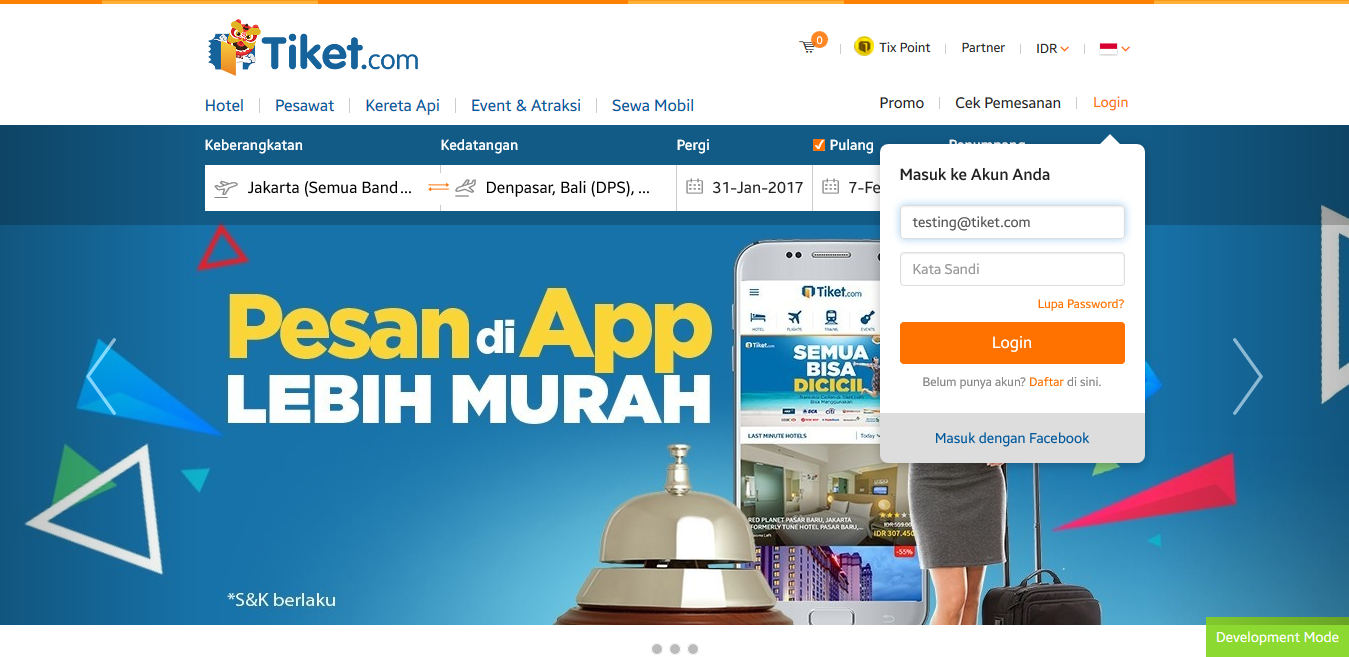 Tiket.com
0
Tix Point
Partner
IDR
Hotel
Pesawat
Kereta Api
Event & Atraksi
Sewa Mobil
Promo
Cek Pemesanan
Login
Keberangkatan
Kedatangan
Pergi
Pulang
Penumpang
Jakarta (Semua Band ...
Denpasar, Bali (DPS), ...
31-Jan-2017
7-Fe
Masuk ke Akun Anda
testing@tiket.com
Kata Sandi
Lupa Password?
Login
Belum punya akun? Daftar di sini.
Masuk dengan Facebook
Pesan di App
LEBIH MURAH
*S&K berlaku
Tiket.com
HOTEL
FLIGHTS
TRAINS
EVENTS
Tiket.com
SEMUA
BISA
DICICIL
LAST MINUTE HOTELS
Today
RED PLANET PASAR BARU, JAKARTA
FORMERLY TUNE HOTEL PASAR BARU,...
IDR 559.000
IDR 307.450
-55%
Development Mode